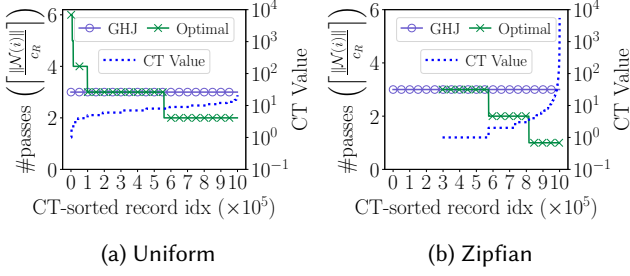 6
4
2
0
#passes (⌈‖𝒩(i)‖ / c_R⌉)
GHJ
Optimal
CT Value
10^4
10^3
10^2
10^1
10^0
10^−1
CT Value
0 1 2 3 4 5 6 7 8 9 10
CT-sorted record idx (×10^5)
(a) Uniform
6
4
2
0
#passes (⌈‖𝒩(i)‖ / c_R⌉)
GHJ
Optimal
CT Value
10^4
10^3
10^2
10^1
10^0
10^−1
CT Value
0 1 2 3 4 5 6 7 8 9 10
CT-sorted record idx (×10^5)
(b) Zipfian